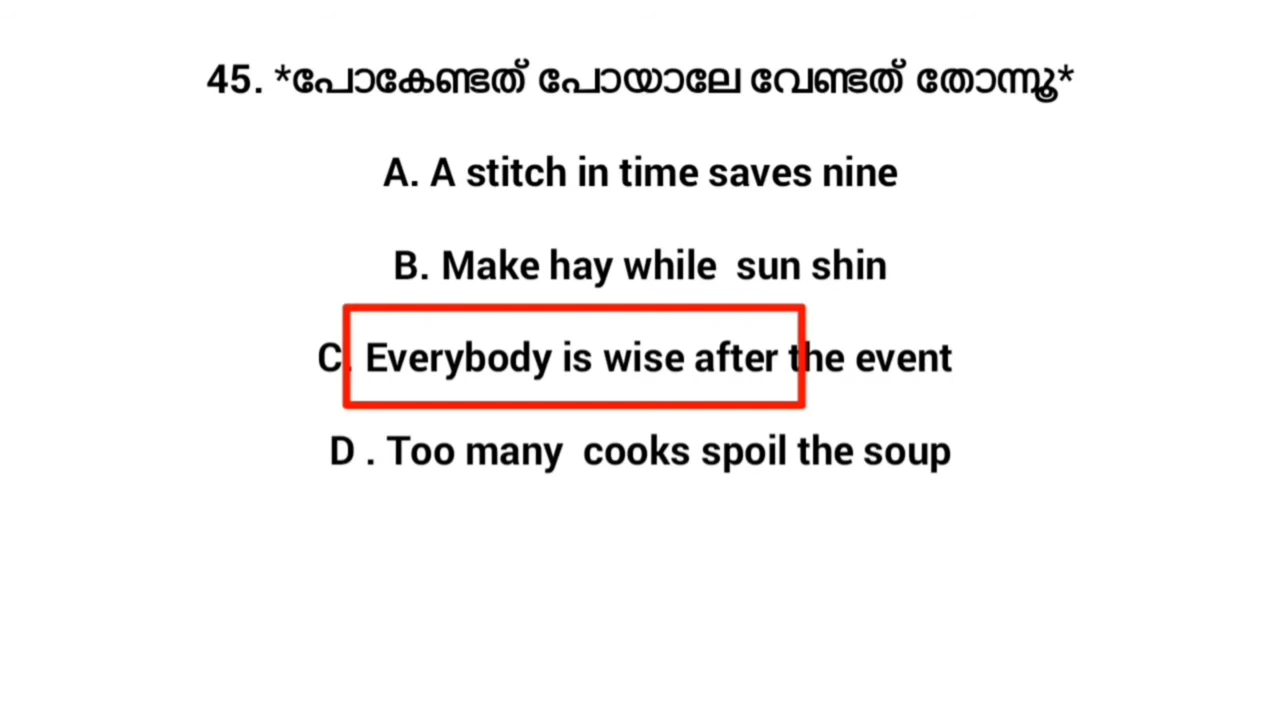 45. *പോകേണ്ടത് പോയാലേ വേണ്ടത് തോന്നൂ*
A. A stitch in time saves nine
B. Make hay while sun shin
C. Everybody is wise after the event
D . Too many cooks spoil the soup